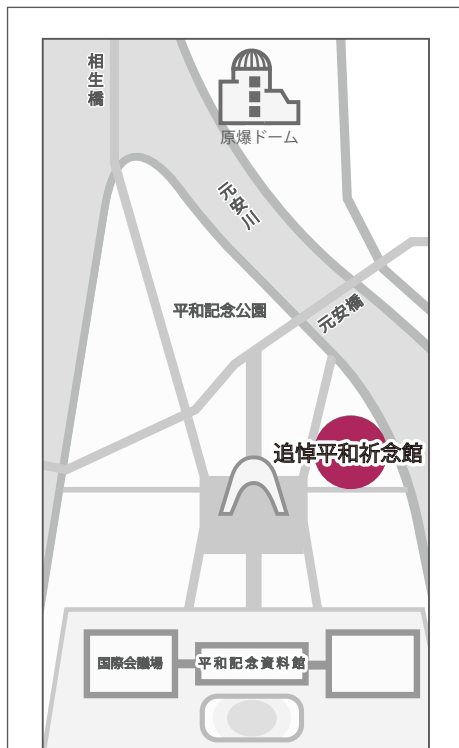 相生橋
原爆ドーム
元安川
平和記念公園
元安橋
追悼平和祈念館
国際会議場
平和記念資料館